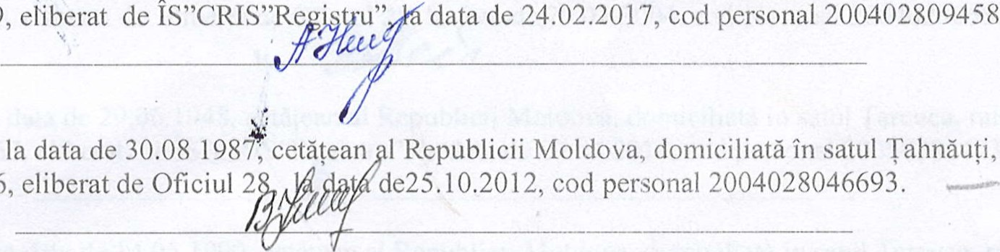 , eliberat de ÎS”CRIS”Registru”, la data de 24.02.2017, cod personal 200402809458
la data de 30.08.1987, cetățean al Republicii Moldova, domiciliată în satul Țahnăuți,
6, eliberat de Oficiul 28, la data de25.10.2012, cod personal 2004028046693.